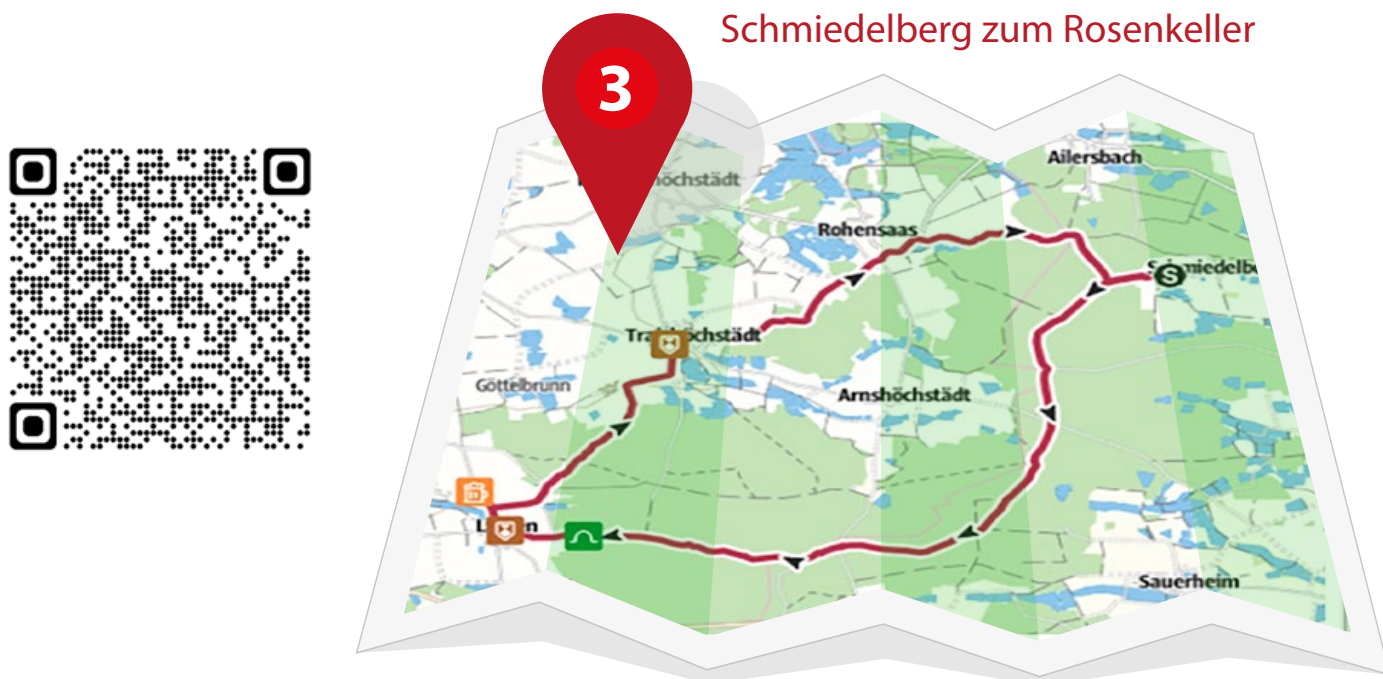 Schmiedelberg zum Rosenkeller
3
Ailersbach
Rohensaas
S
Göttelbrunn
Arnshöchstädt
Sauerheim